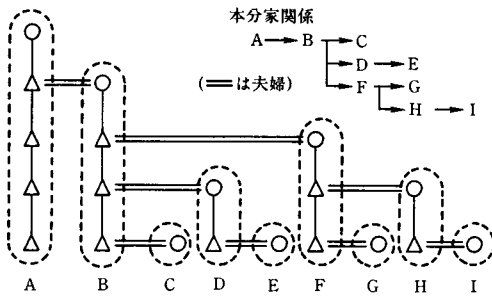 本分家関係
A → B → C
D → E
(═は夫婦)
F → G
H → I
A B C D E F G H I